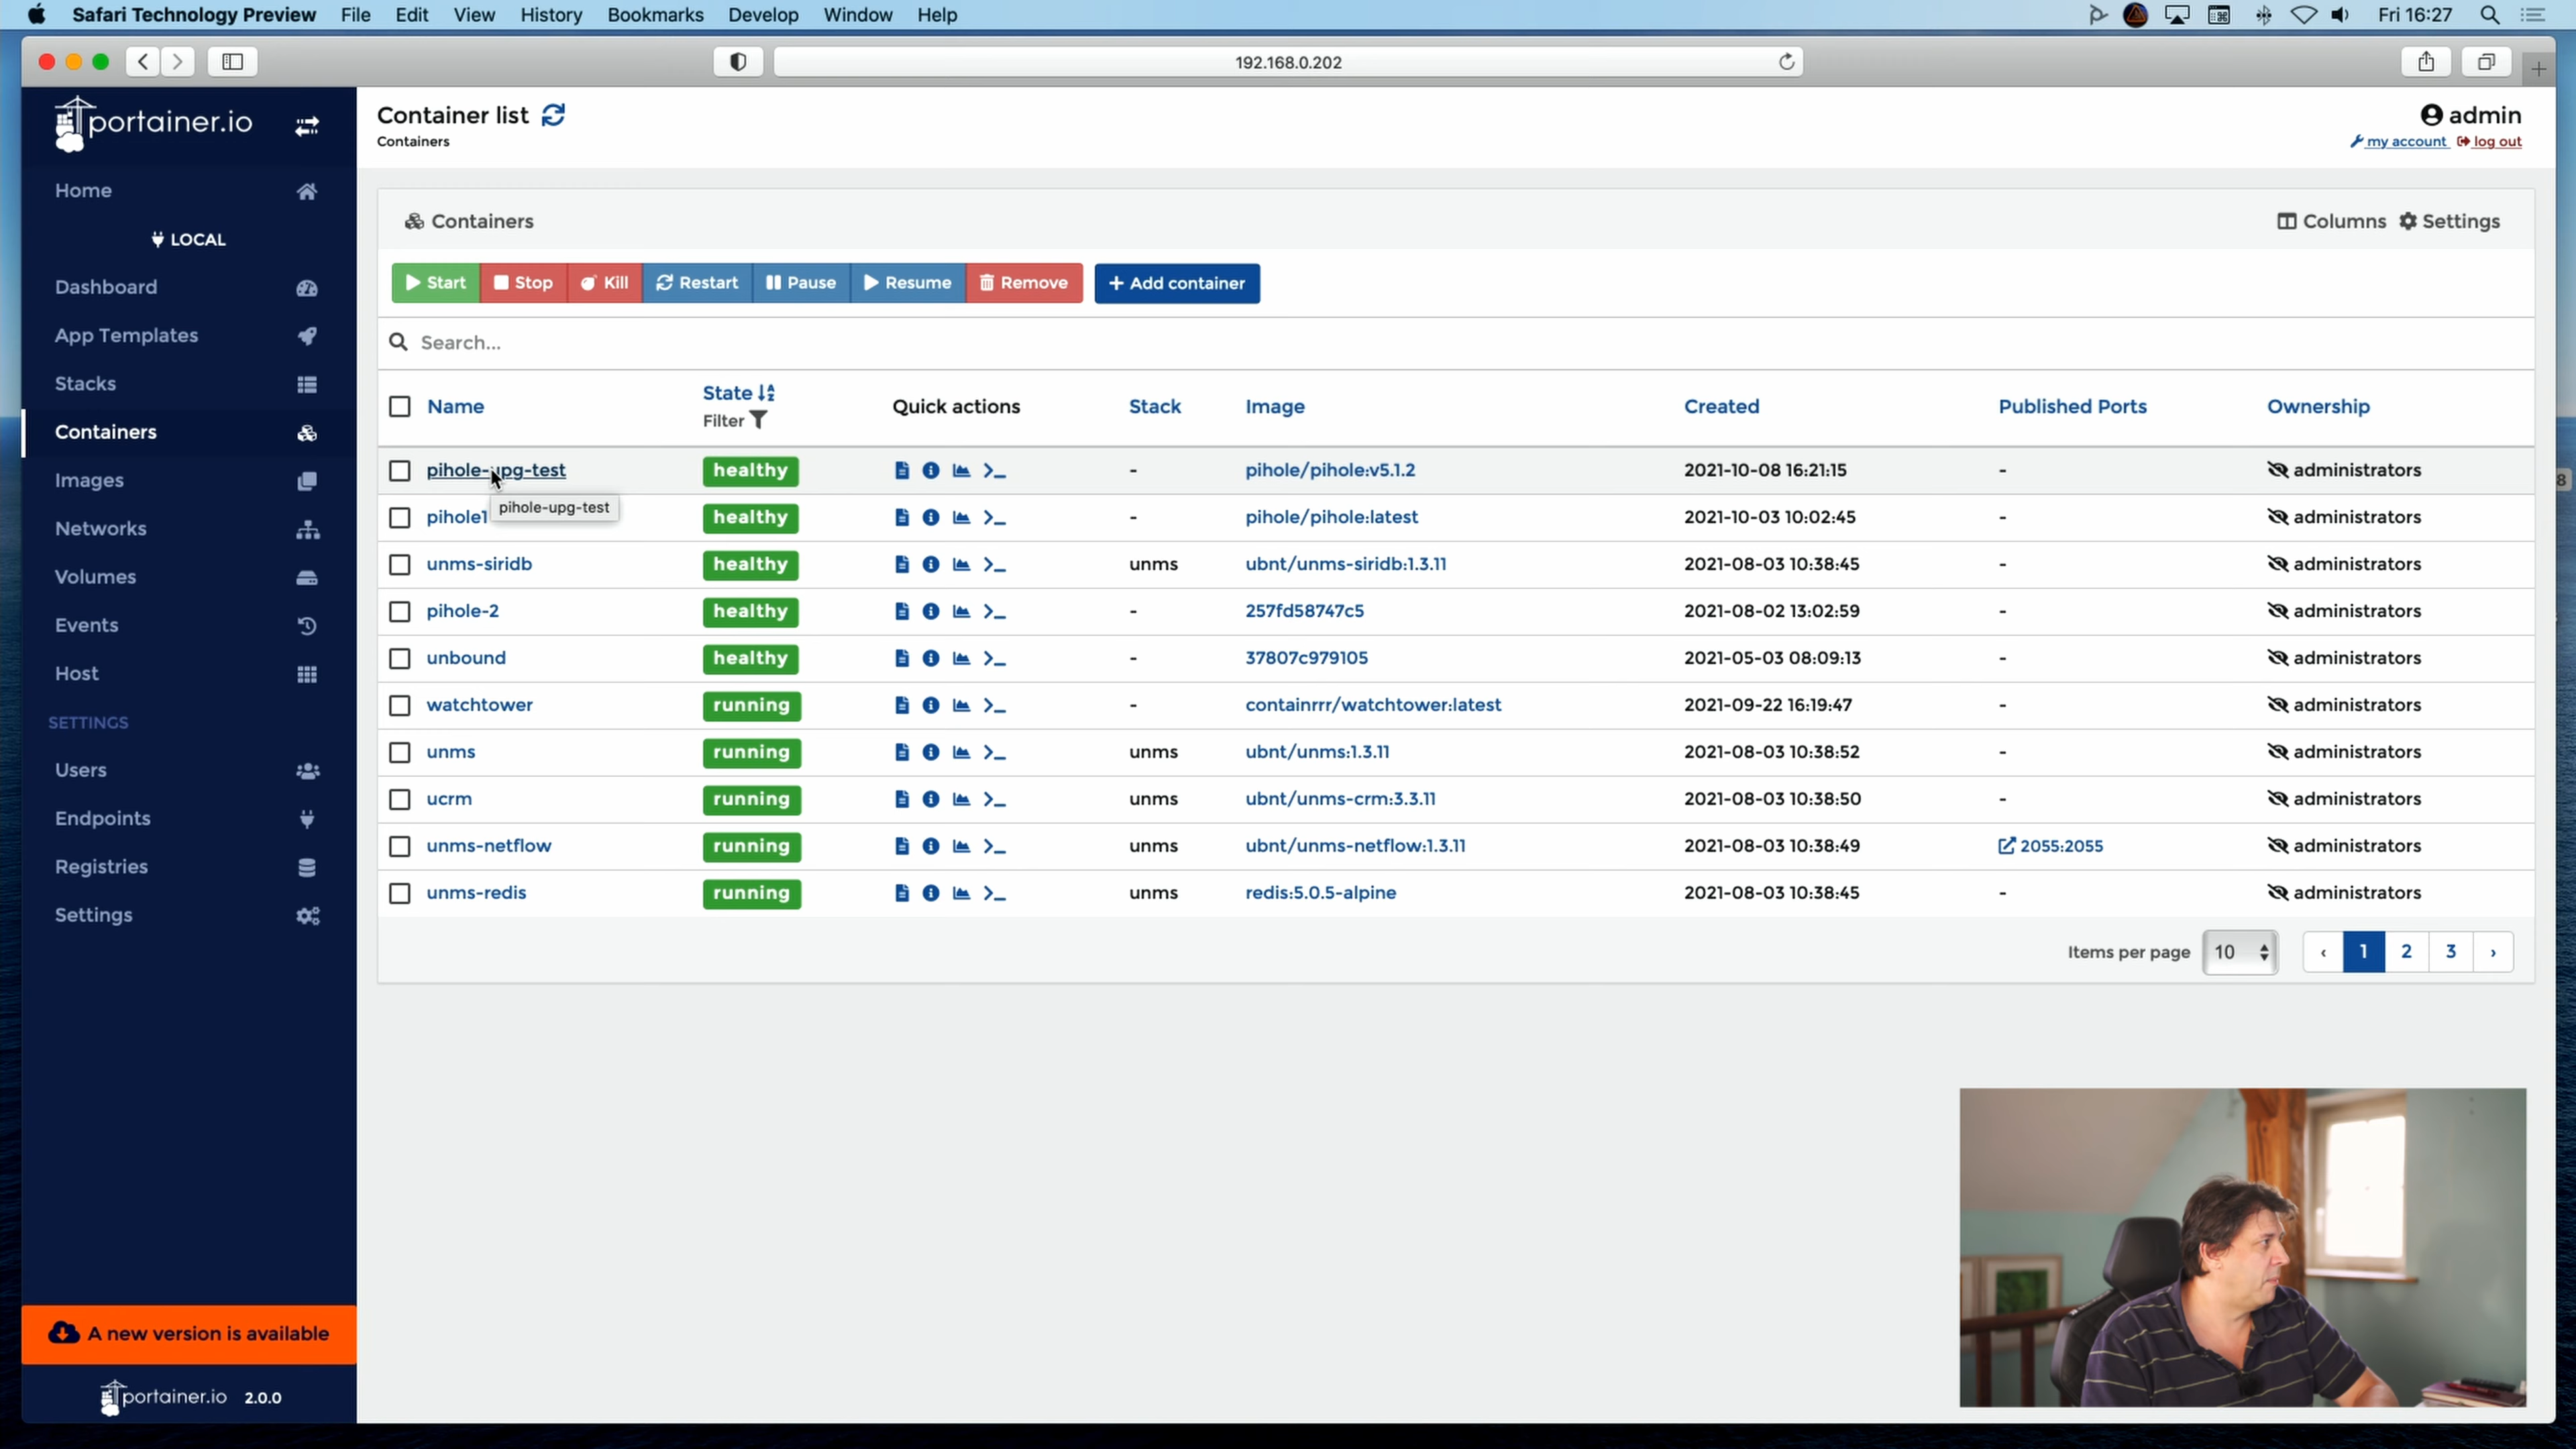 Safari Technology Preview File Edit View History Bookmarks Develop Window Help Fri 16:27
192.168.0.202
portainer.io
Home
LOCAL
Dashboard
App Templates
Stacks
Containers
Images
Networks
Volumes
Events
Host
SETTINGS
Users
Endpoints
Registries
Settings
A new version is available
portainer.io 2.0.0
Container list
Containers
admin
my account log out
Containers
Columns Settings
Start Stop Kill Restart Pause Resume Remove + Add container
Search...
Name State Filter Quick actions Stack Image Created Published Ports Ownership
pihole-upg-test healthy - pihole/pihole:v5.1.2 2021-10-08 16:21:15 - administrators
pihole-upg-test
pihole1 healthy - pihole/pihole:latest 2021-10-03 10:02:45 - administrators
unms-siridb healthy unms ubnt/unms-siridb:1.3.11 2021-08-03 10:38:45 - administrators
pihole-2 healthy - 257fd58747c5 2021-08-02 13:02:59 - administrators
unbound healthy - 37807c979105 2021-05-03 08:09:13 - administrators
watchtower running - containrrr/watchtower:latest 2021-09-22 16:19:47 - administrators
unms running unms ubnt/unms:1.3.11 2021-08-03 10:38:52 - administrators
ucrm running unms ubnt/unms-crm:3.3.11 2021-08-03 10:38:50 - administrators
unms-netflow running unms ubnt/unms-netflow:1.3.11 2021-08-03 10:38:49 2055:2055 administrators
unms-redis running unms redis:5.0.5-alpine 2021-08-03 10:38:45 - administrators
Items per page 10 ‹ 1 2 3 ›
8